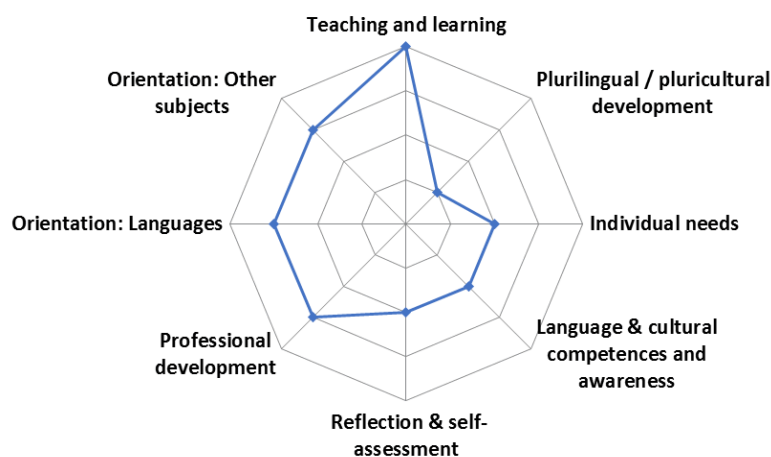 Teaching and learning
Plurilingual / pluricultural
development
Individual needs
Language & cultural
competences and
awareness
Reflection & self-
assessment
Professional
development
Orientation: Languages
Orientation: Other
subjects